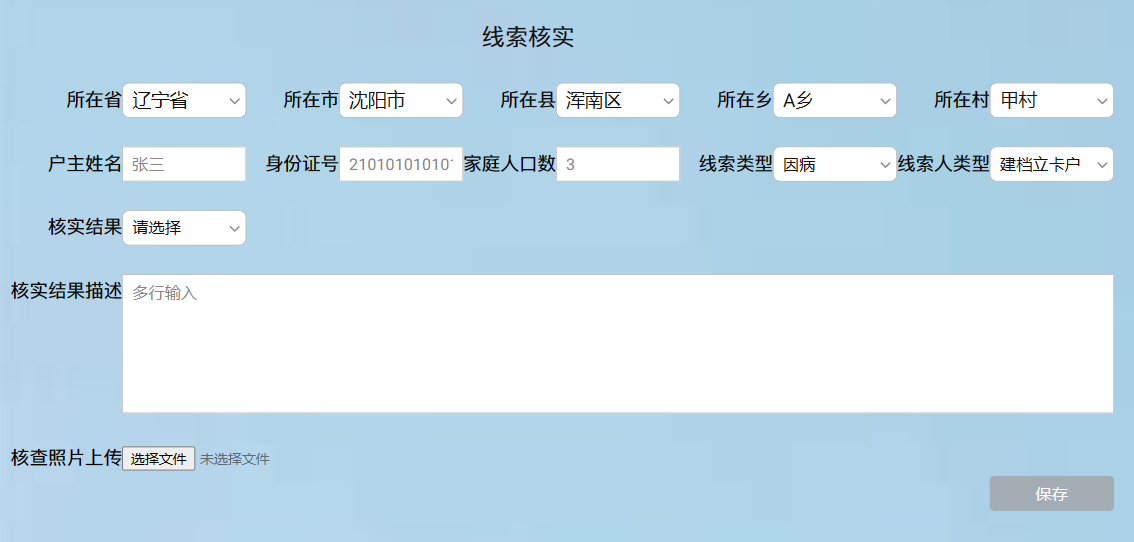 线索核实
所在省 辽宁省 所在市 沈阳市 所在县 浑南区 所在乡 A乡 所在村 甲村
户主姓名 张三 身份证号 21010101010 家庭人口数 3 线索类型 因病 线索人类型 建档立卡户
核实结果 请选择
核实结果描述 多行输入
核查照片上传 选择文件 未选择文件
保存